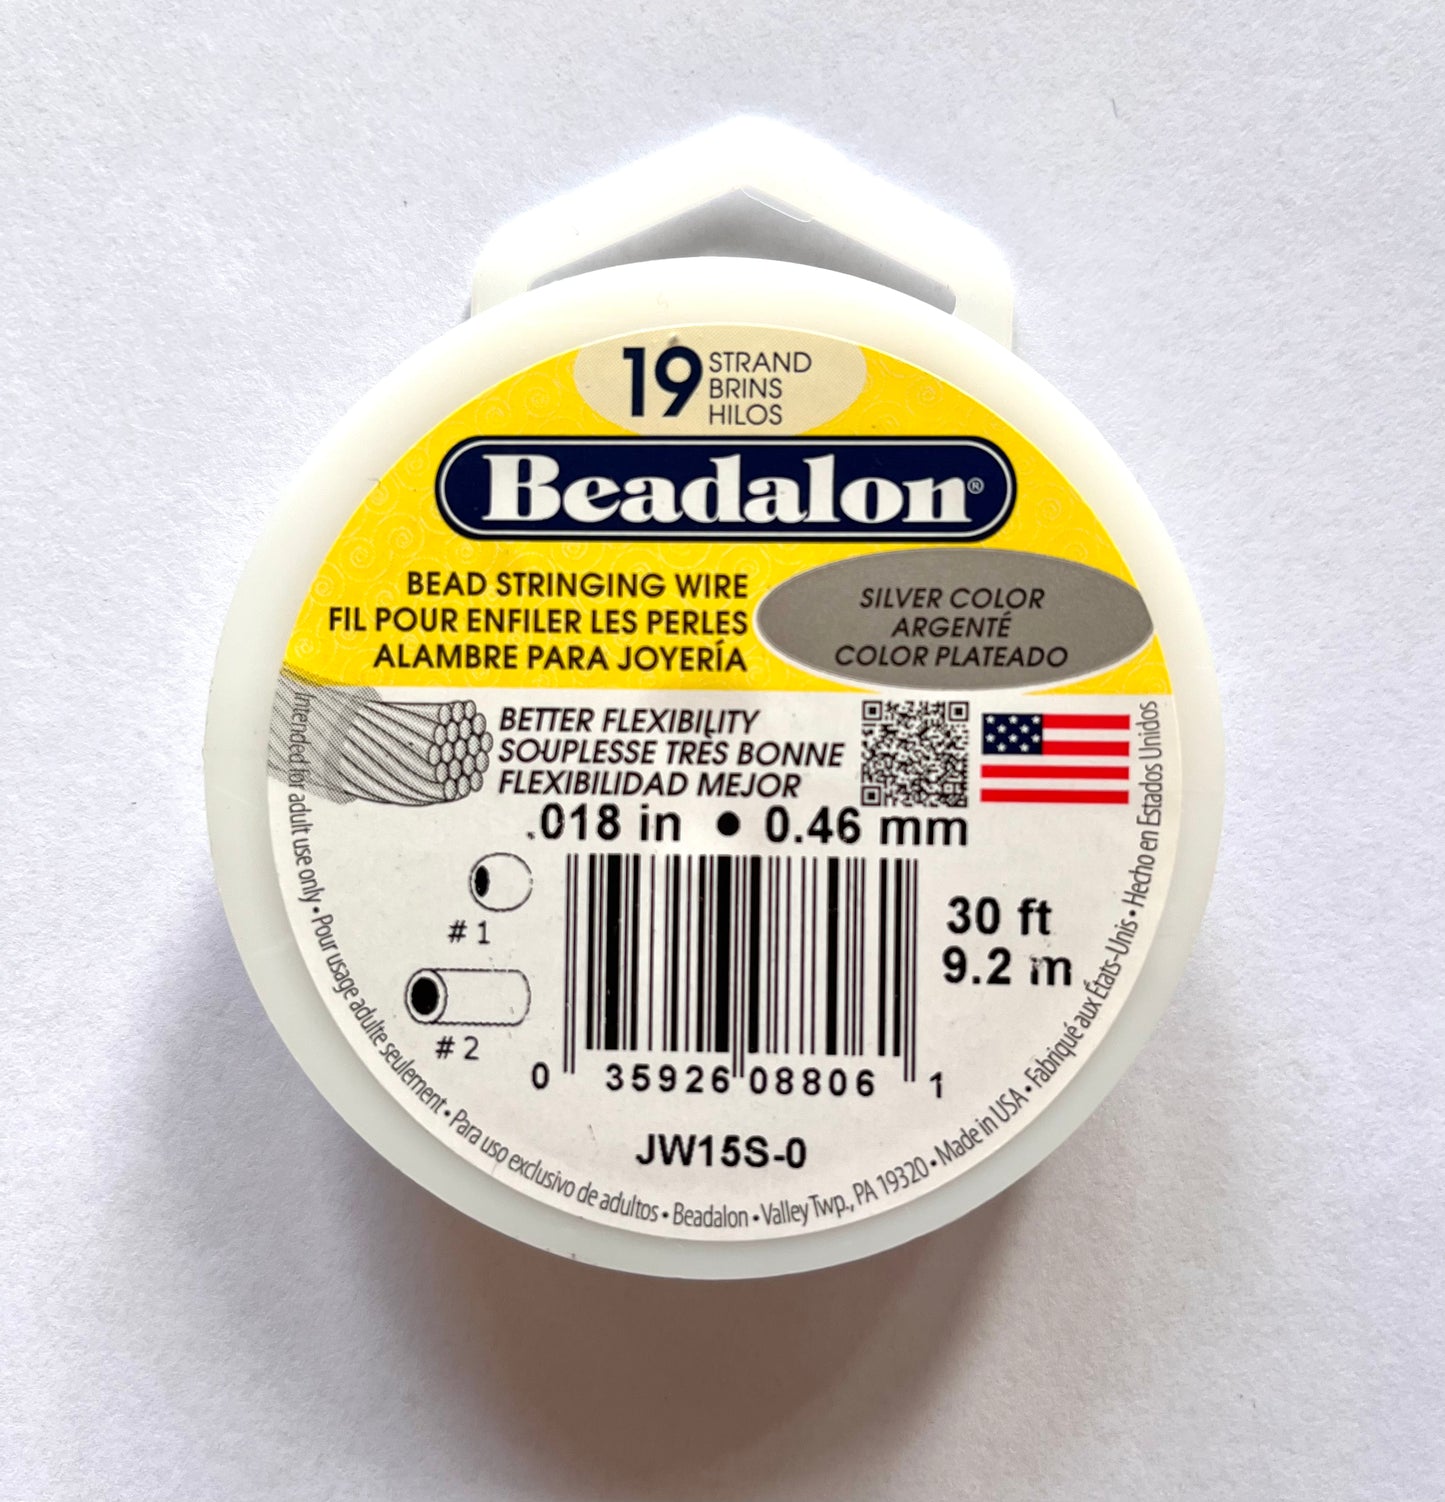 19
STRAND
BRINS
HILOS
Beadalon®
BEAD STRINGING WIRE
FIL POUR ENFILER LES PERLES
ALAMBRE PARA JOYERÍA
SILVER COLOR
ARGENTÉ
COLOR PLATEADO
BETTER FLEXIBILITY
SOUPLESSE TRÈS BONNE
FLEXIBILIDAD MEJOR
.018 in • 0.46 mm
# 1
# 2
30 ft
9.2 m
0 35926 08806 1
JW15S-0
Intended for adult use only • Pour usage adulte seulement • Para uso exclusivo de adultos • Beadalon • Valley Twp., PA 19320 • Made in USA • Fabriqué aux États-Unis • Hecho en Estados Unidos